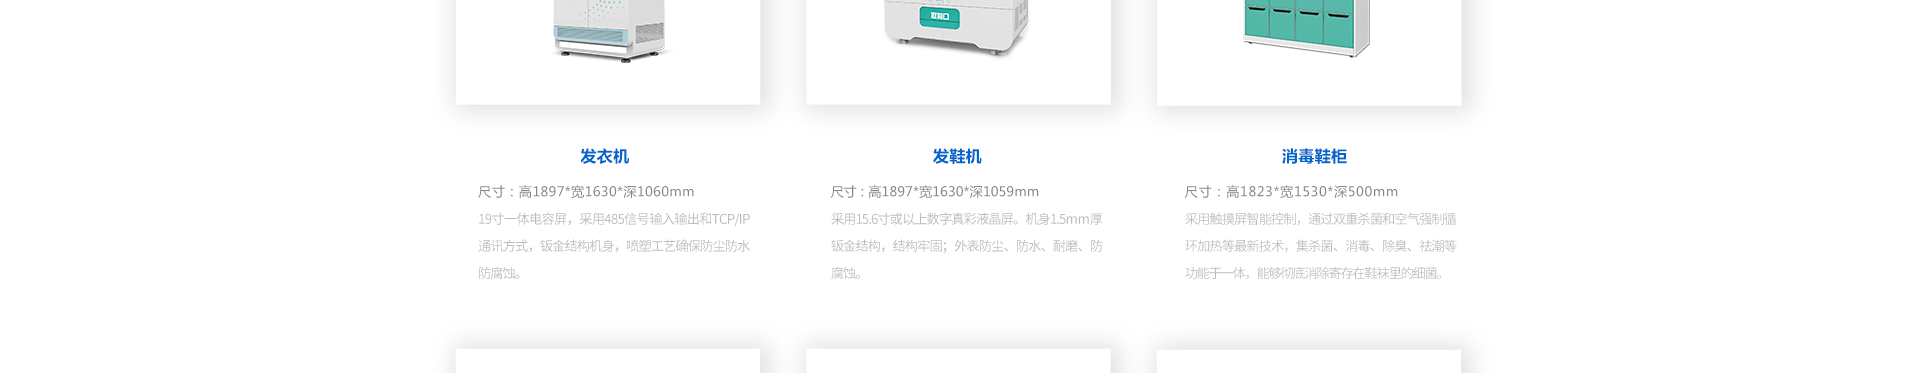 取鞋口
发衣机
尺寸：高1897*宽1630*深1060mm
19寸一体电容屏，采用485信号输入输出和TCP/IP
通讯方式，钣金结构机身，喷塑工艺确保防尘防水
防腐蚀。
发鞋机
尺寸：高1897*宽1630*深1059mm
采用15.6寸或以上数字真彩液晶屏。机身1.5mm厚
钣金结构，结构牢固；外表防尘、防水、耐磨、防
腐蚀。
消毒鞋柜
尺寸：高1823*宽1530*深500mm
采用触摸屏智能控制，通过双重杀菌和空气强制循
环加热等最新技术，集杀菌、消毒、除臭、祛潮等
功能于一体，能够彻底消除寄存在鞋袜里的细菌。